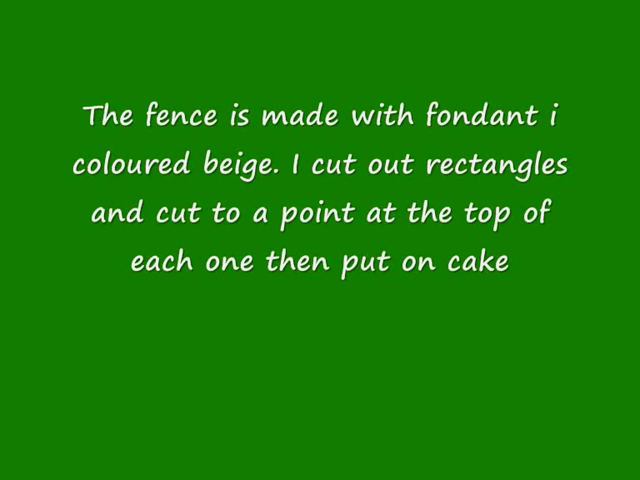 The fence is made with fondant i
coloured beige. I cut out rectangles
and cut to a point at the top of
each one then put on cake